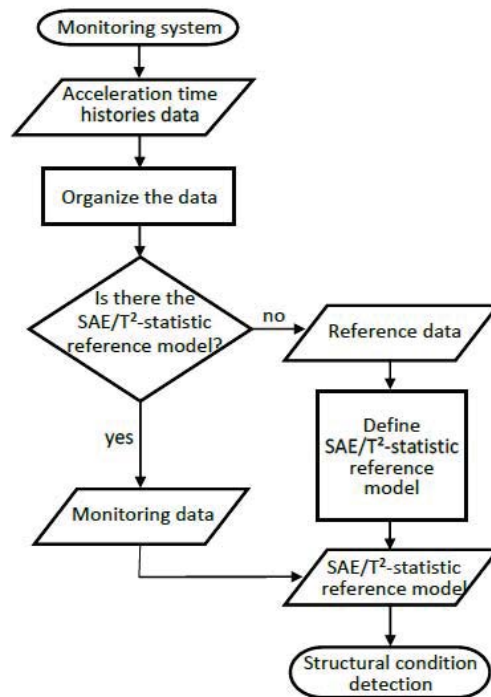 Monitoring system
Acceleration time
histories data
Organize the data
Is there the
SAE/T²-statistic
reference model?
no
Reference data
yes
Define
SAE/T²-statistic
reference
model
Monitoring data
SAE/T²-statistic
reference model
Structural condition
detection